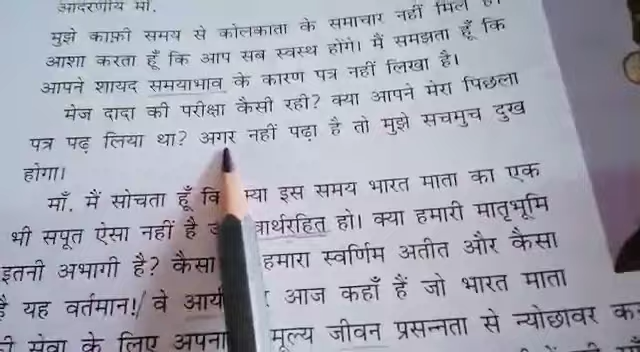 आदरणीय माँ,
मुझे काफ़ी समय से कोलकाता के समाचार नहीं मिले
आशा करता हूँ कि आप सब स्वस्थ होंगे। मैं समझता हूँ कि
आपने शायद समयाभाव के कारण पत्र नहीं लिखा है।
मेज दादा की परीक्षा कैसी रही? क्या आपने मेरा पिछला
पत्र पढ़ लिया था? अगर नहीं पढ़ा है तो मुझे सचमुच दुख
होगा।
माँ, मैं सोचता हूँ कि इस समय भारत माता का एक
भी सपूत ऐसा नहीं है हो। क्या हमारी मातृभूमि
इतनी अभागी है? कैसा हमारा स्वर्णिम अतीत और कैसा
है यह वर्तमान! वे आर्य आज कहाँ हैं जो भारत माता
की सेवा के लिए अपना मूल्य जीवन प्रसन्नता से न्योछावर